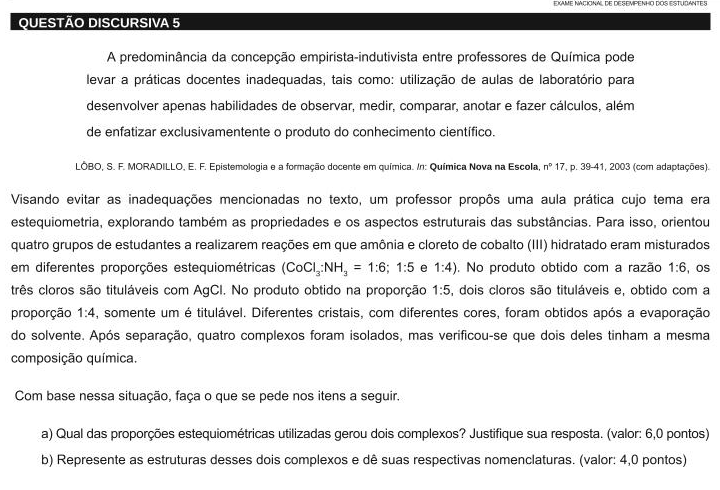 EXAME NACIONAL DE DESEMPENHO DOS ESTUDANTES
QUESTÃO DISCURSIVA 5
A predominância da concepção empirista-indutivista entre professores de Química pode
levar a práticas docentes inadequadas, tais como: utilização de aulas de laboratório para
desenvolver apenas habilidades de observar, medir, comparar, anotar e fazer cálculos, além
de enfatizar exclusivamentente o produto do conhecimento científico.
LÔBO, S. F. MORADILLO, E. F. Epistemologia e a formação docente em química. In: Química Nova na Escola, nº 17, p. 39-41, 2003 (com adaptações).
Visando evitar as inadequações mencionadas no texto, um professor propôs uma aula prática cujo tema era
estequiometria, explorando também as propriedades e os aspectos estruturais das substâncias. Para isso, orientou
quatro grupos de estudantes a realizarem reações em que amônia e cloreto de cobalto (III) hidratado eram misturados
em diferentes proporções estequiométricas (CoCl₃:NH₃ = 1:6; 1:5 e 1:4). No produto obtido com a razão 1:6, os
três cloros são tituláveis com AgCl. No produto obtido na proporção 1:5, dois cloros são tituláveis e, obtido com a
proporção 1:4, somente um é titulável. Diferentes cristais, com diferentes cores, foram obtidos após a evaporação
do solvente. Após separação, quatro complexos foram isolados, mas verificou-se que dois deles tinham a mesma
composição química.
Com base nessa situação, faça o que se pede nos itens a seguir.
a) Qual das proporções estequiométricas utilizadas gerou dois complexos? Justifique sua resposta. (valor: 6,0 pontos)
b) Represente as estruturas desses dois complexos e dê suas respectivas nomenclaturas. (valor: 4,0 pontos)